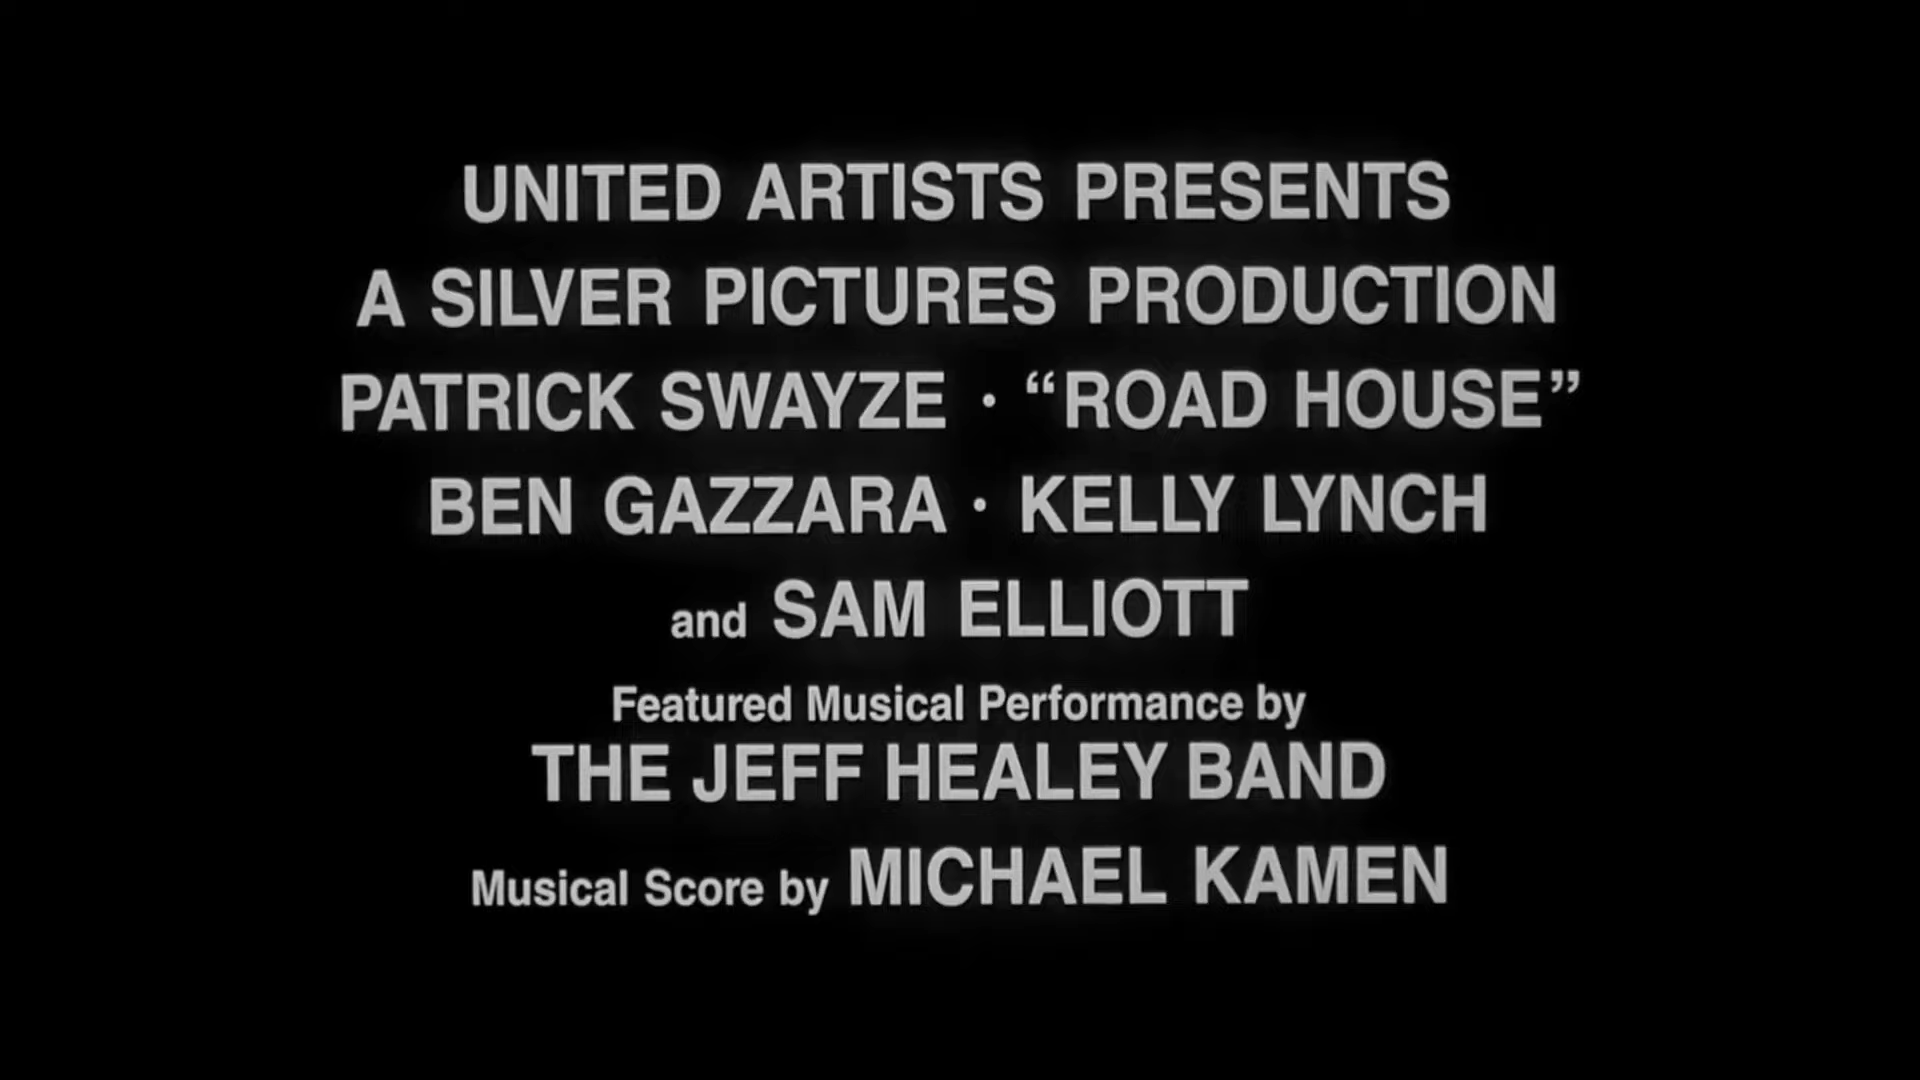 UNITED ARTISTS PRESENTS
A SILVER PICTURES PRODUCTION
PATRICK SWAYZE · “ROAD HOUSE”
BEN GAZZARA · KELLY LYNCH
and SAM ELLIOTT
Featured Musical Performance by
THE JEFF HEALEY BAND
Musical Score by MICHAEL KAMEN